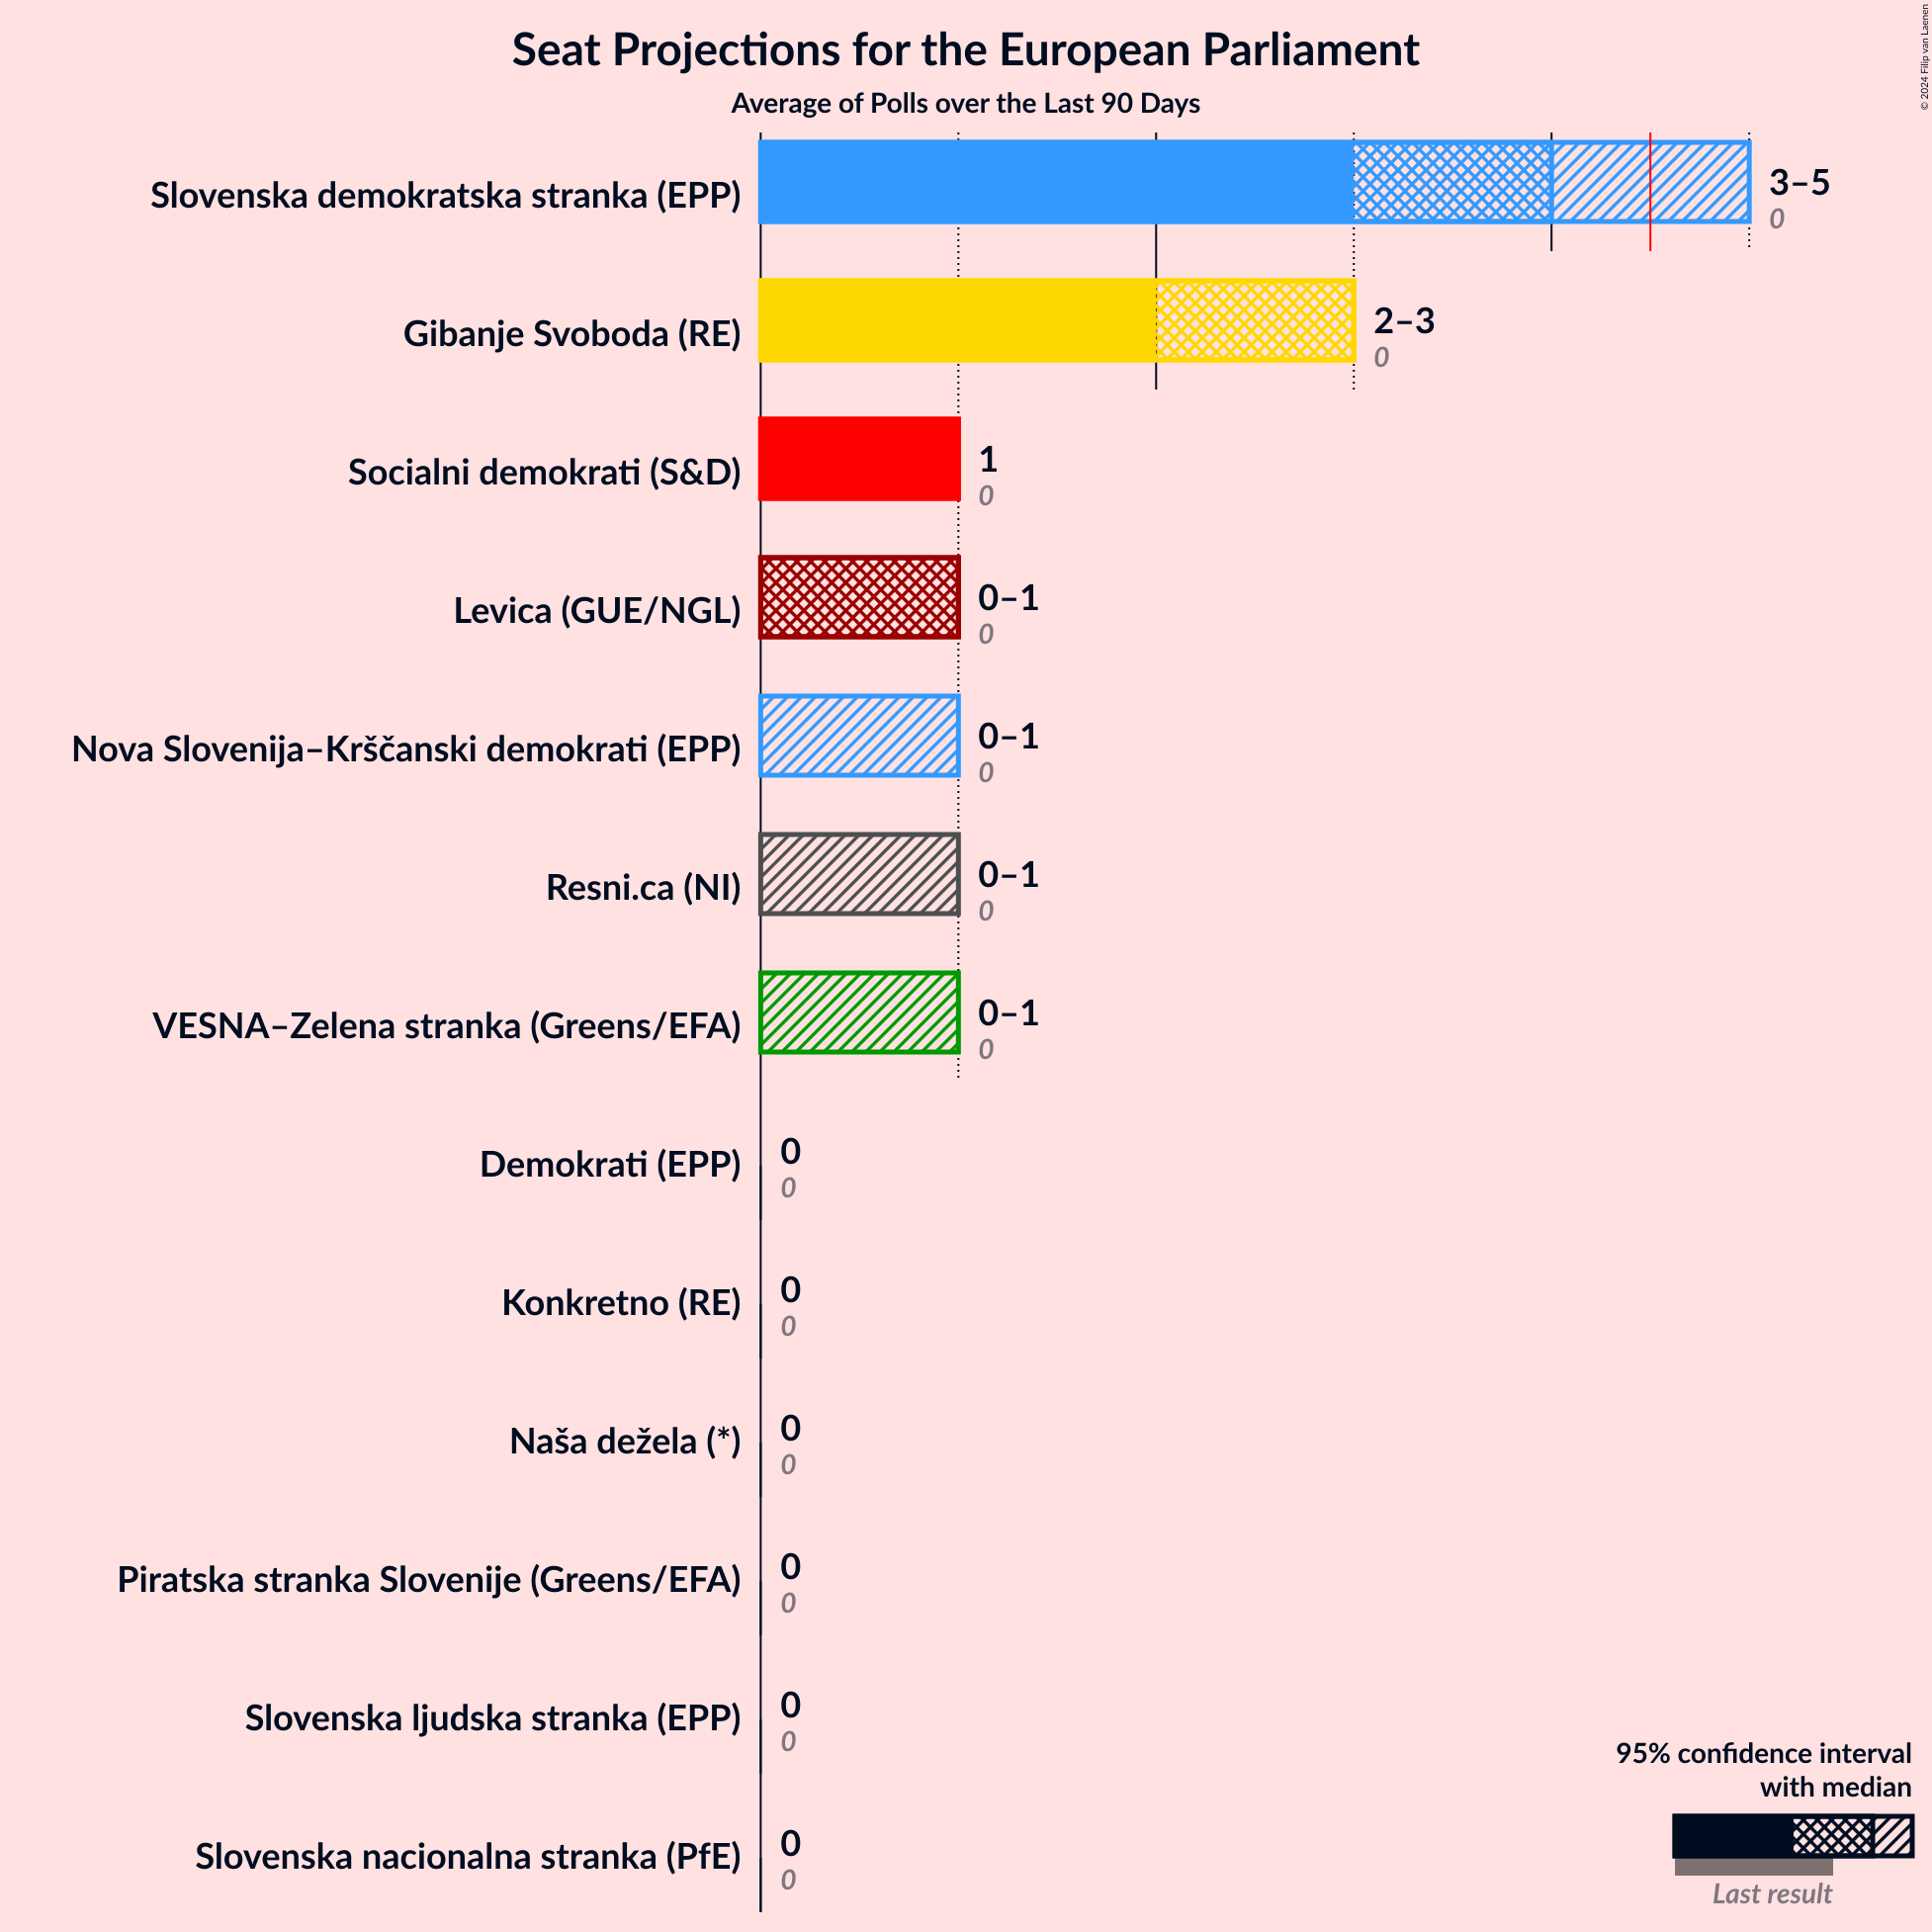 Seat Projections for the European Parliament
Average of Polls over the Last 90 Days
© 2024 Filip van Laenen
Slovenska demokratska stranka (EPP)
3–5
0
Gibanje Svoboda (RE)
2–3
0
Socialni demokrati (S&D)
1
0
Levica (GUE/NGL)
0–1
0
Nova Slovenija–Krščanski demokrati (EPP)
0–1
0
Resni.ca (NI)
0–1
0
VESNA–Zelena stranka (Greens/EFA)
0–1
0
Demokrati (EPP)
0
0
Konkretno (RE)
0
0
Naša dežela (*)
0
0
Piratska stranka Slovenije (Greens/EFA)
0
0
Slovenska ljudska stranka (EPP)
0
0
Slovenska nacionalna stranka (PfE)
0
0
95% confidence interval
with median
Last result